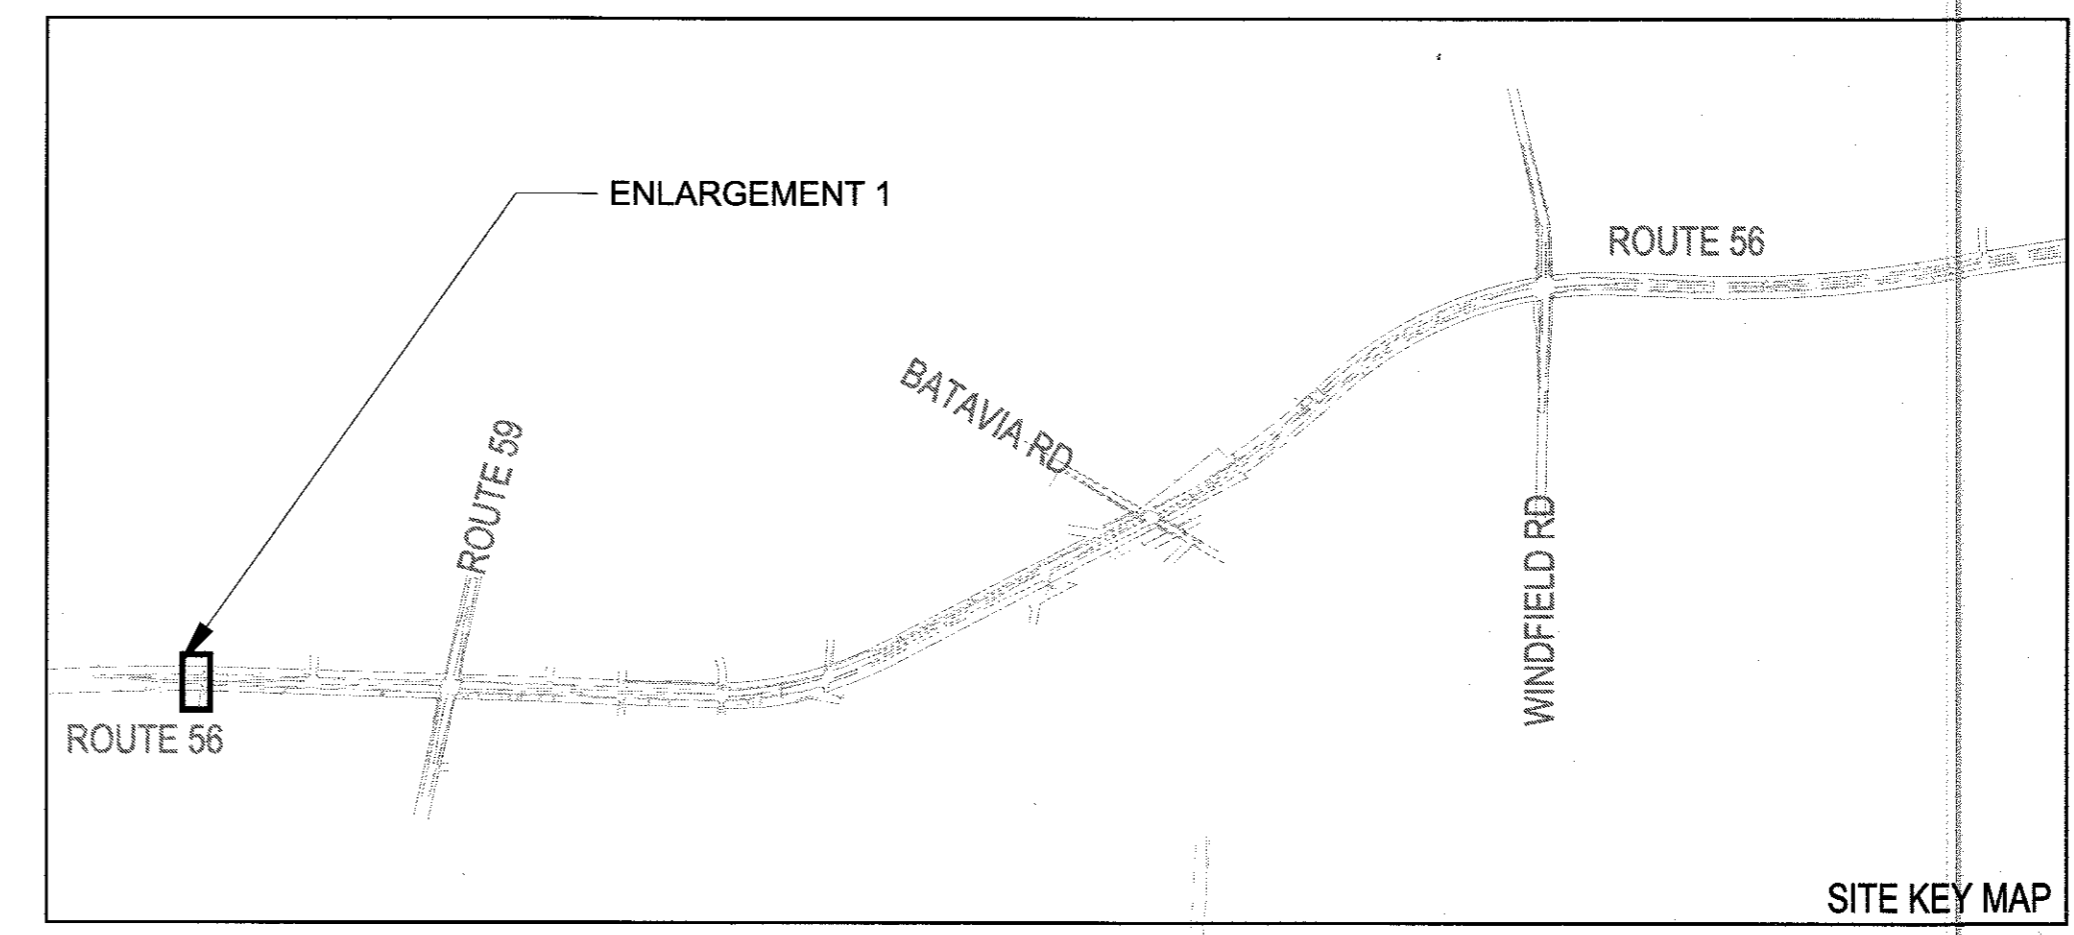 ENLARGEMENT 1
ROUTE 56
BATAVIA RD
ROUTE 59
WINDFIELD RD
ROUTE 56
SITE KEY MAP